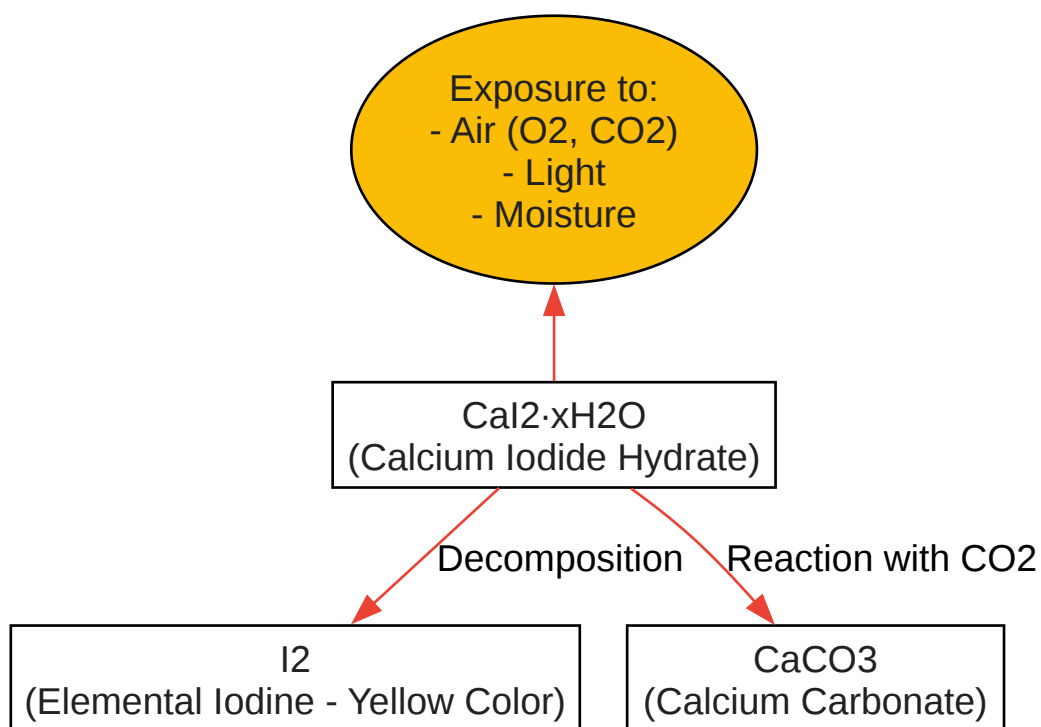 Exposure to:
- Air (O2, CO2)
- Light
- Moisture
CaI2·xH2O
(Calcium Iodide Hydrate)
Decomposition
Reaction with CO2
I2
(Elemental Iodine - Yellow Color)
CaCO3
(Calcium Carbonate)